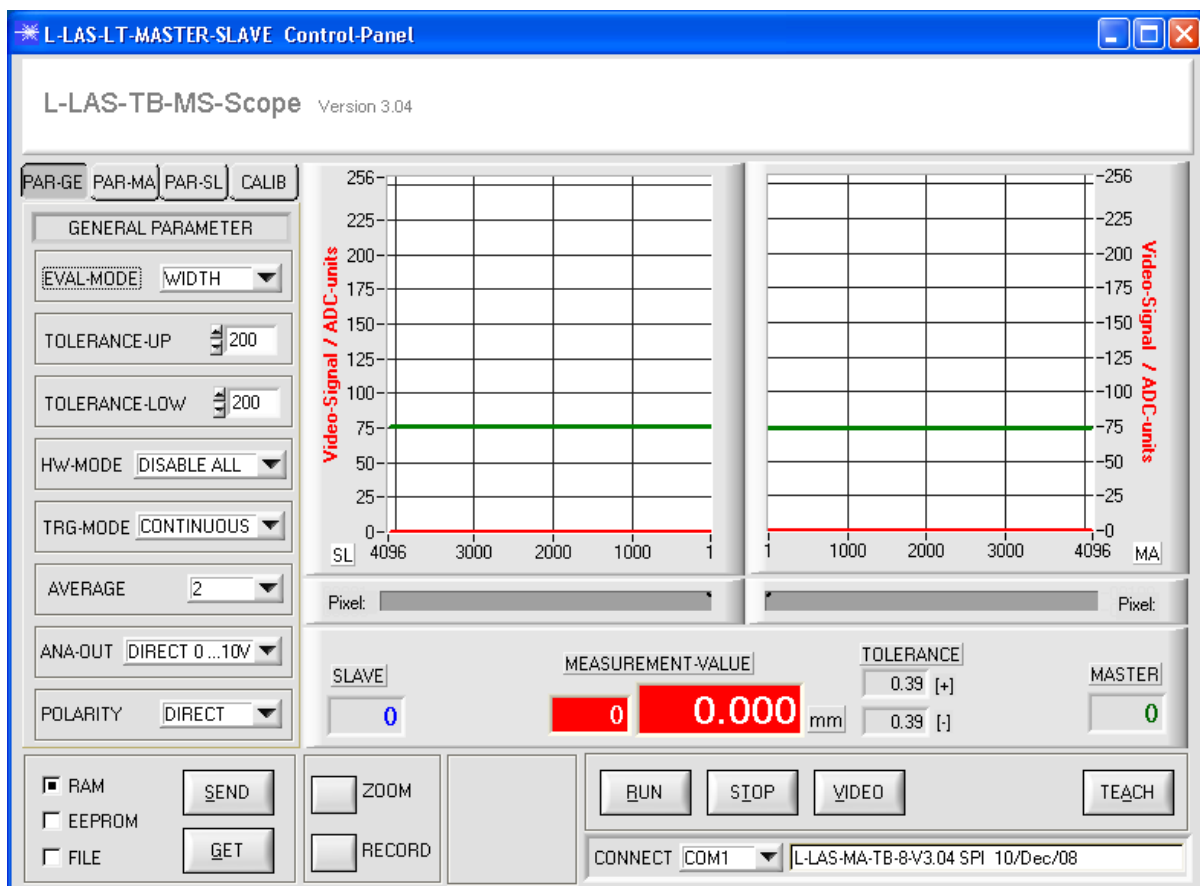 L-LAS-LT-MASTER-SLAVE Control-Panel
L-LAS-TB-MS-Scope Version 3.04
PAR-GE PAR-MA PAR-SL CALIB
GENERAL PARAMETER
EVAL-MODE WIDTH
TOLERANCE-UP 200
TOLERANCE-LOW 200
HW-MODE DISABLE ALL
TRG-MODE CONTINUOUS
AVERAGE 2
ANA-OUT DIRECT 0...10V
POLARITY DIRECT
Video-Signal / ADC-units
256
225
200
175
150
125
100
75
50
25
0
SL 4096 3000 2000 1000 1
256
225
200
175
150
125
100
75
50
25
0
Video-Signal / ADC-units
1 1000 2000 3000 4096 MA
Pixel:
Pixel:
SLAVE
0
MEASUREMENT-VALUE
0 0.000 mm
TOLERANCE
0.39 [+]
0.39 [-]
MASTER
0
RAM
EEPROM
FILE
SEND
GET
ZOOM
RECORD
RUN STOP VIDEO TEACH
CONNECT COM1 L-LAS-MA-TB-8-V3.04 SPI 10/Dec/08